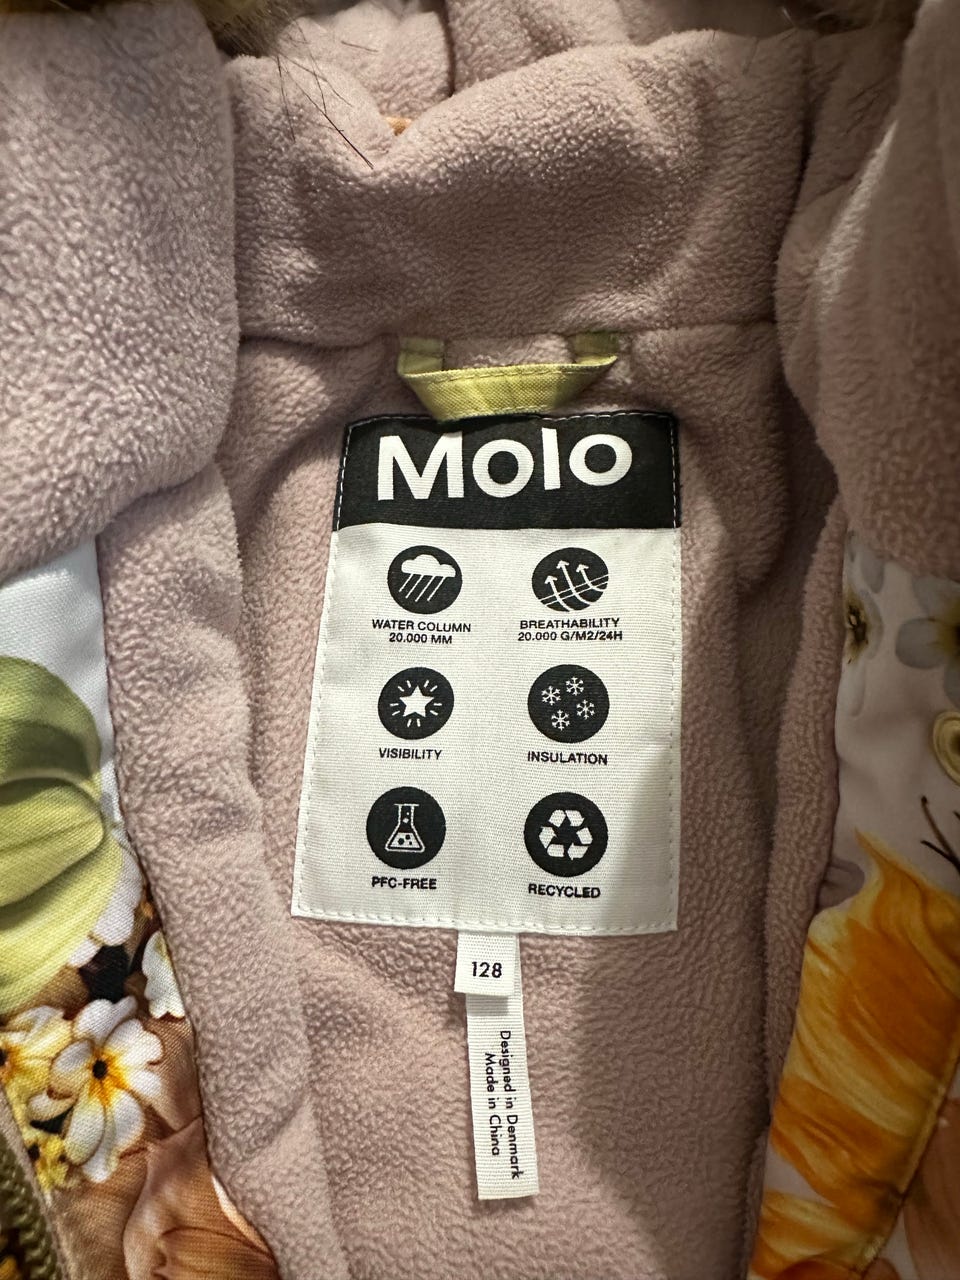 Molo
WATER COLUMN
20.000 MM
BREATHABILITY
20.000 G/M2/24H
VISIBILITY
INSULATION
PFC-FREE
RECYCLED
128
Designed in Denmark
Made in China